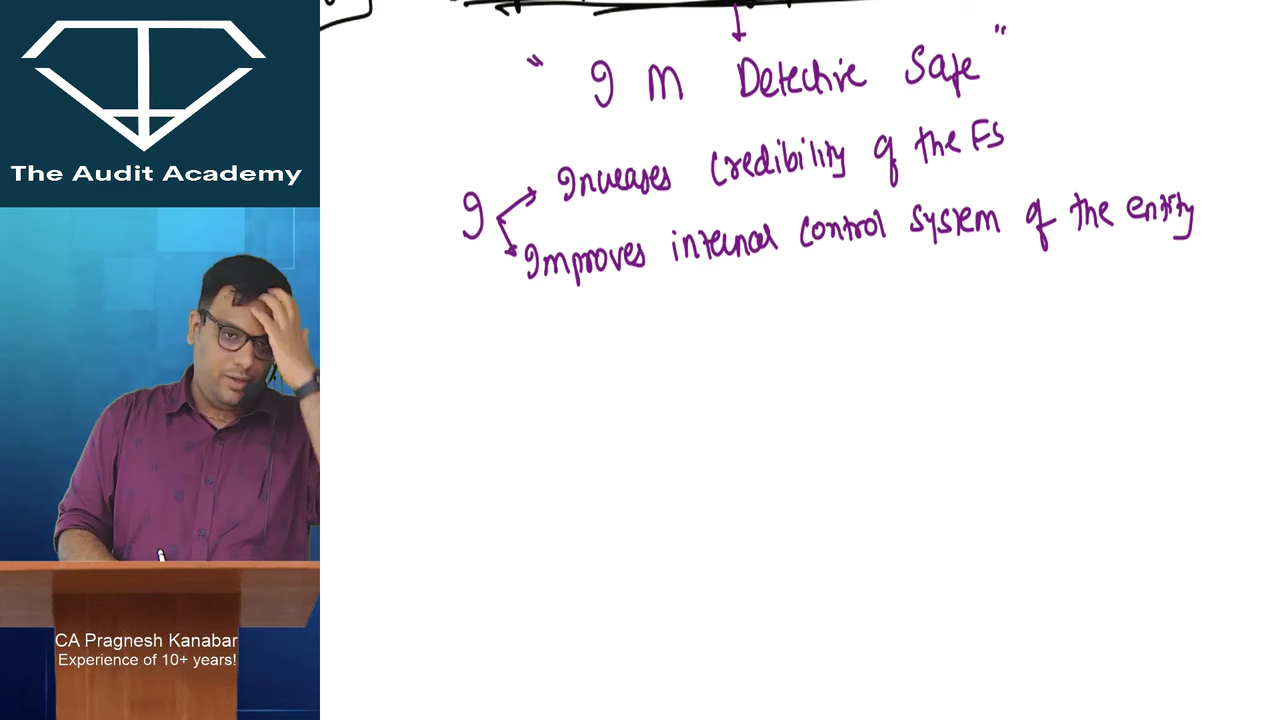 The Audit Academy
" I M Detective Safe "
I
Increases Credibility of the FS
Improves internal control system of the entity
CA Pragnesh Kanabar
Experience of 10+ years!